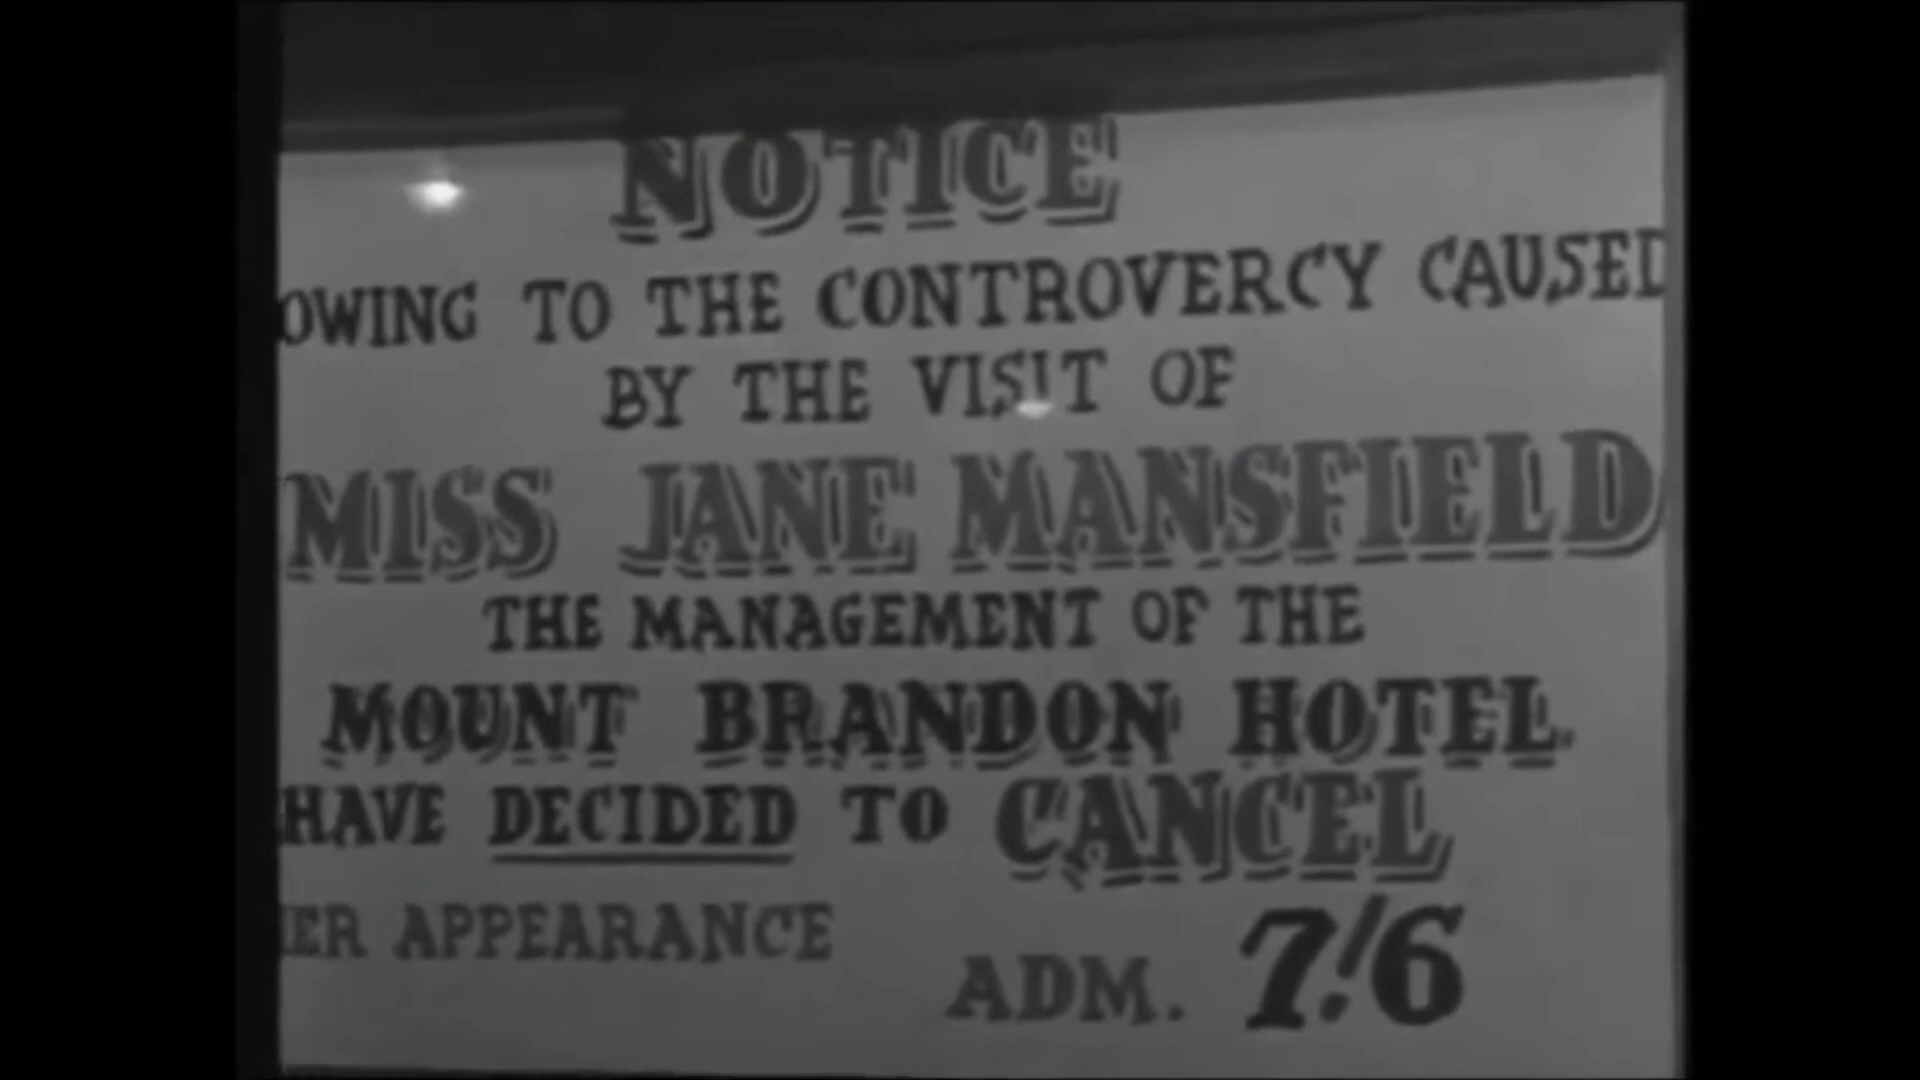 NOTICE
OWING TO THE CONTROVERCY CAUSED
BY THE VISIT OF
MISS JANE MANSFIELD
THE MANAGEMENT OF THE
MOUNT BRANDON HOTEL.
HAVE DECIDED TO CANCEL
HER APPEARANCE
ADM. 7/6